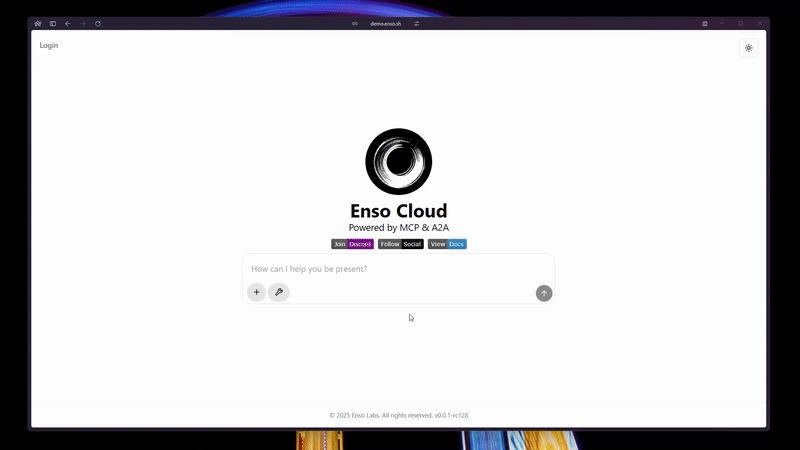 demo.enso.sh
Login
Enso Cloud
Powered by MCP & A2A
Join Discord Follow Social View Docs
How can I help you be present?
© 2025 Enso Labs. All rights reserved. v0.0.1-rc128